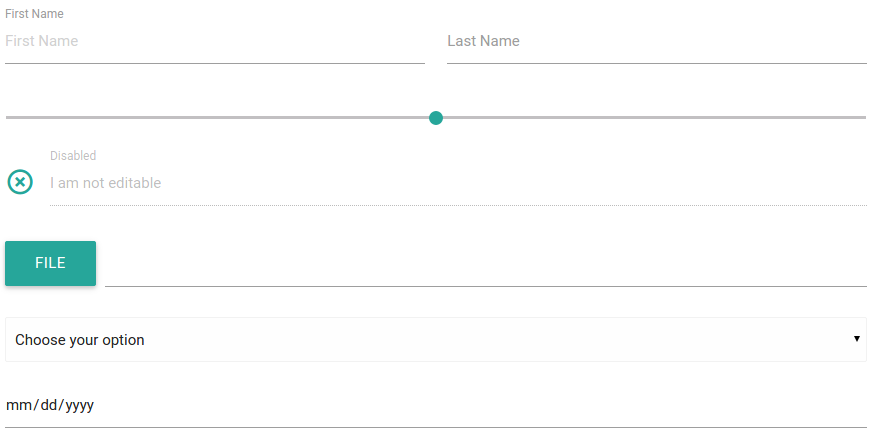 First Name
First Name
Last Name
Disabled
I am not editable
FILE
Choose your option
mm/dd/yyyy